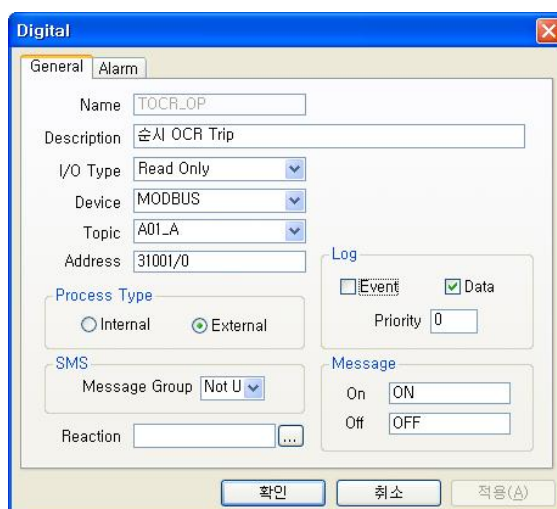 Digital
General Alarm
Name TOCR_OP
Description 순시 OCR Trip
I/O Type Read Only
Device MODBUS
Topic A01_A
Address 31001/0
Log
Event Data
Priority 0
Process Type
Internal External
SMS
Message Group Not U
Message
On ON
Off OFF
Reaction ...
확인 취소 적용(A)